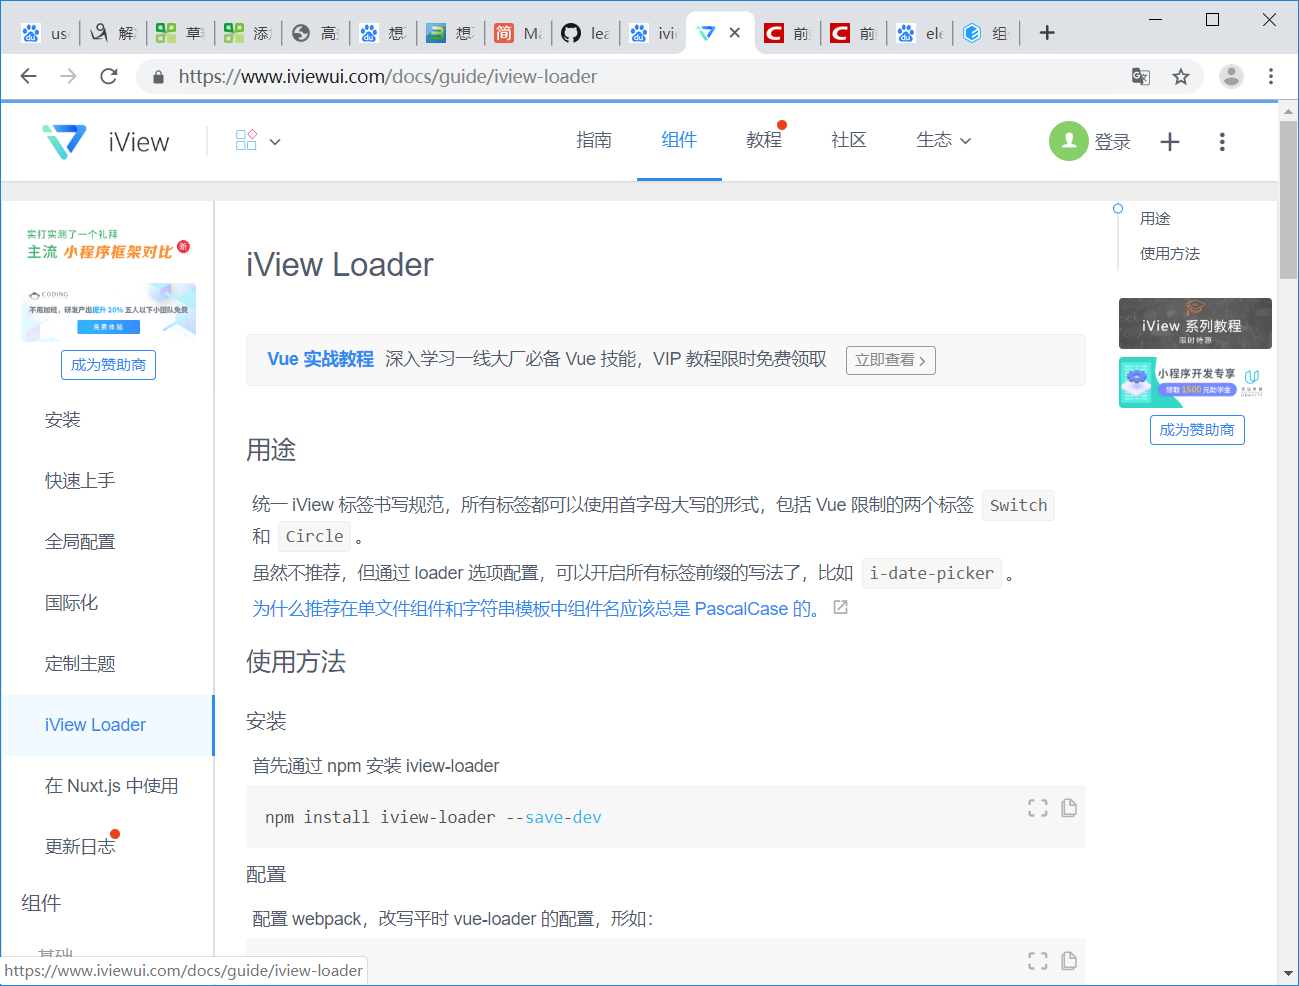 us
解
草
添
高
想
想
简
Ma
lea
ivi
前
前
ele
组
https://www.iviewui.com/docs/guide/iview-loader
iView
指南
组件
教程
社区
生态
登录
实打实测了一个礼拜
主流 小程序框架对比
新
CODING
不用加班，研发产出提升 20% 五人以下小团队免费
免费体验
成为赞助商
安装
快速上手
全局配置
国际化
定制主题
iView Loader
在 Nuxt.js 中使用
更新日志
组件
基础
iView Loader
Vue 实战教程 深入学习一线大厂必备 Vue 技能，VIP 教程限时免费领取 立即查看
用途
统一 iView 标签书写规范，所有标签都可以使用首字母大写的形式，包括 Vue 限制的两个标签 Switch
和 Circle 。
虽然不推荐，但通过 loader 选项配置，可以开启所有标签前缀的写法了，比如 i-date-picker 。
为什么推荐在单文件组件和字符串模板中组件名应该总是 PascalCase 的。
使用方法
安装
首先通过 npm 安装 iview-loader
npm install iview-loader --save-dev
配置
配置 webpack，改写平时 vue-loader 的配置，形如：
用途
使用方法
iView 系列教程
限时特惠
小程序开发专享
领取 1500 元助学金
UDACITY
成为赞助商
https://www.iviewui.com/docs/guide/iview-loader